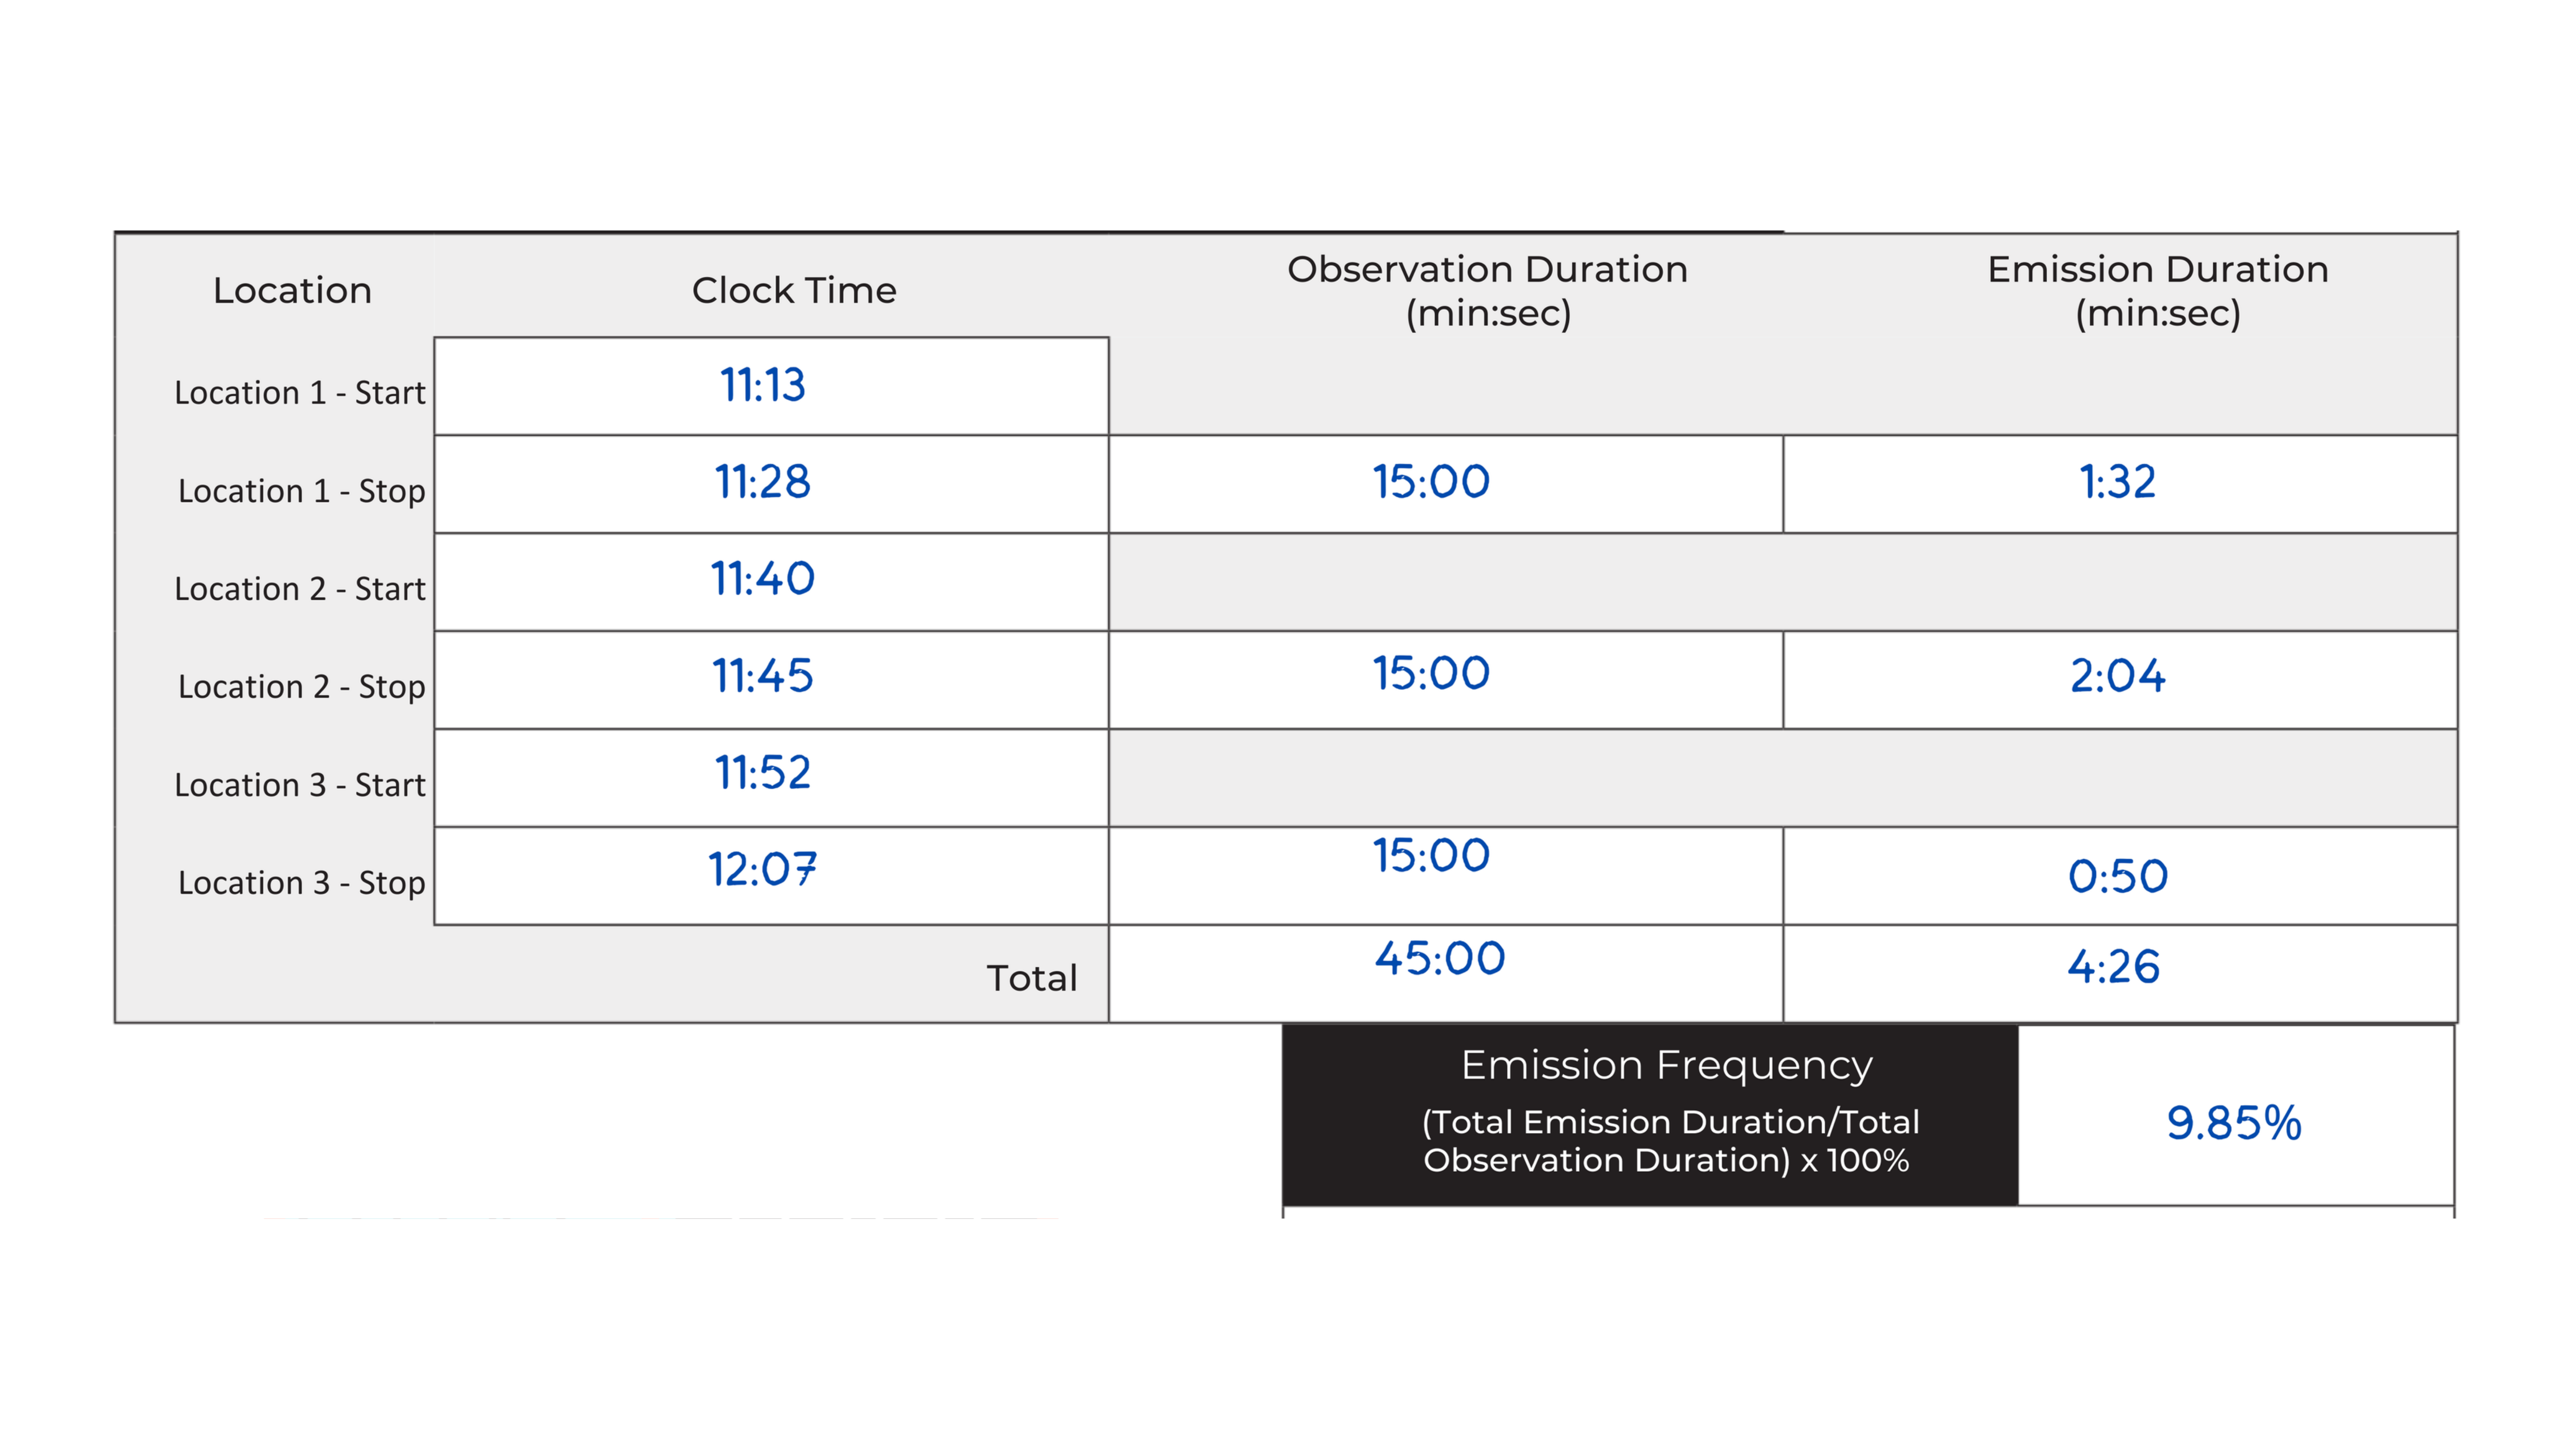 Location Clock Time Observation Duration (min:sec) Emission Duration (min:sec)
Location 1 - Start 11:13
Location 1 - Stop 11:28 15:00 1:32
Location 2 - Start 11:40
Location 2 - Stop 11:45 15:00 2:04
Location 3 - Start 11:52
Location 3 - Stop 12:07 15:00 0:50
Total 45:00 4:26
Emission Frequency
(Total Emission Duration/Total
Observation Duration) x 100%
9.85%